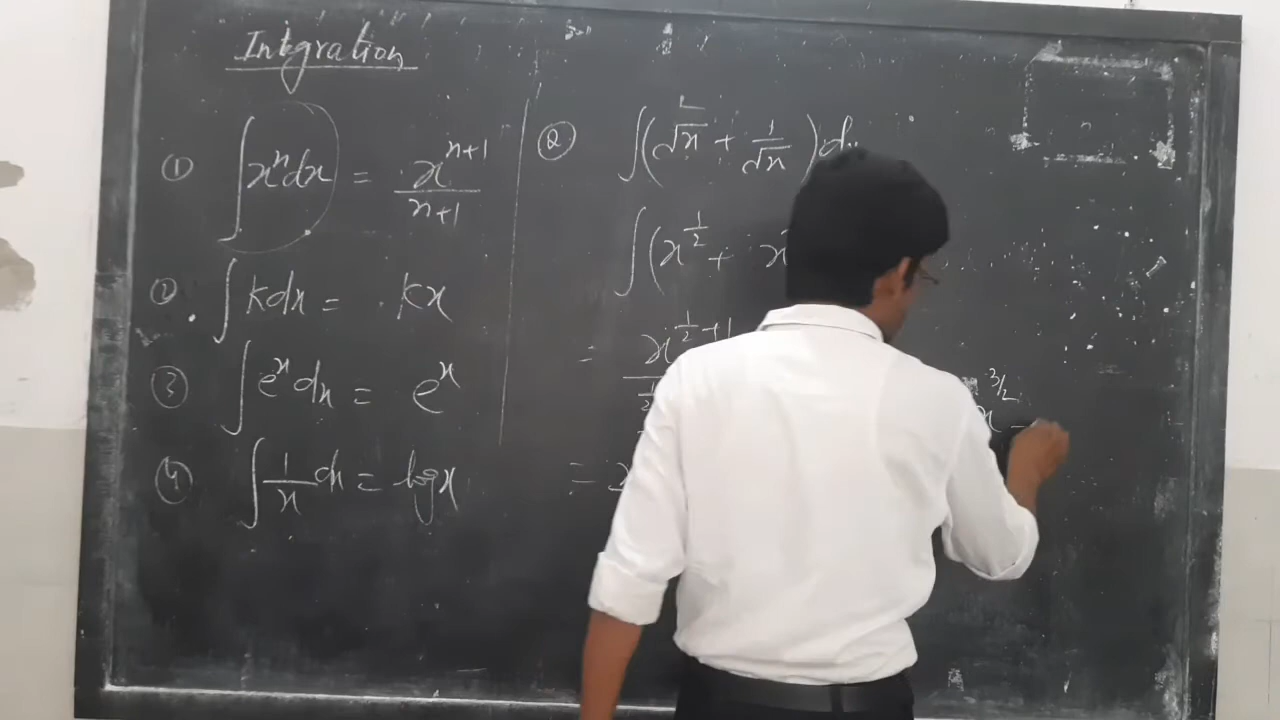 Integration
① ∫xⁿdx = xⁿ⁺¹/n+1
② ∫kdx = kx
③ ∫eˣdx = eˣ
④ ∫1/x dx = log x
② ∫(√x + 1/√x)dx
∫(x^1/2 + x
= x^1/2+1
= x
x^3/2